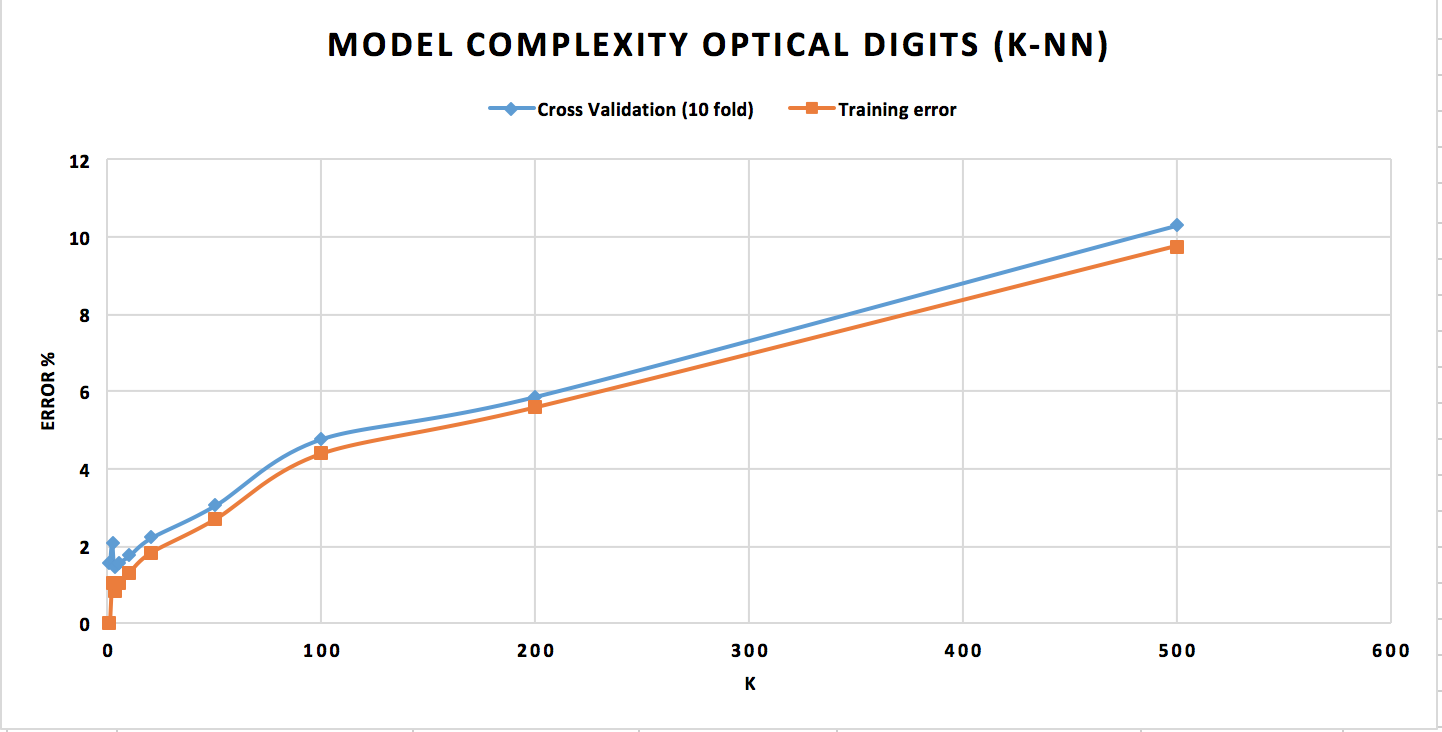 MODEL COMPLEXITY OPTICAL DIGITS (K-NN)
Cross Validation (10 fold) Training error
12
10
8
6
4
2
0
ERROR %
0 100 200 300 400 500 600
K